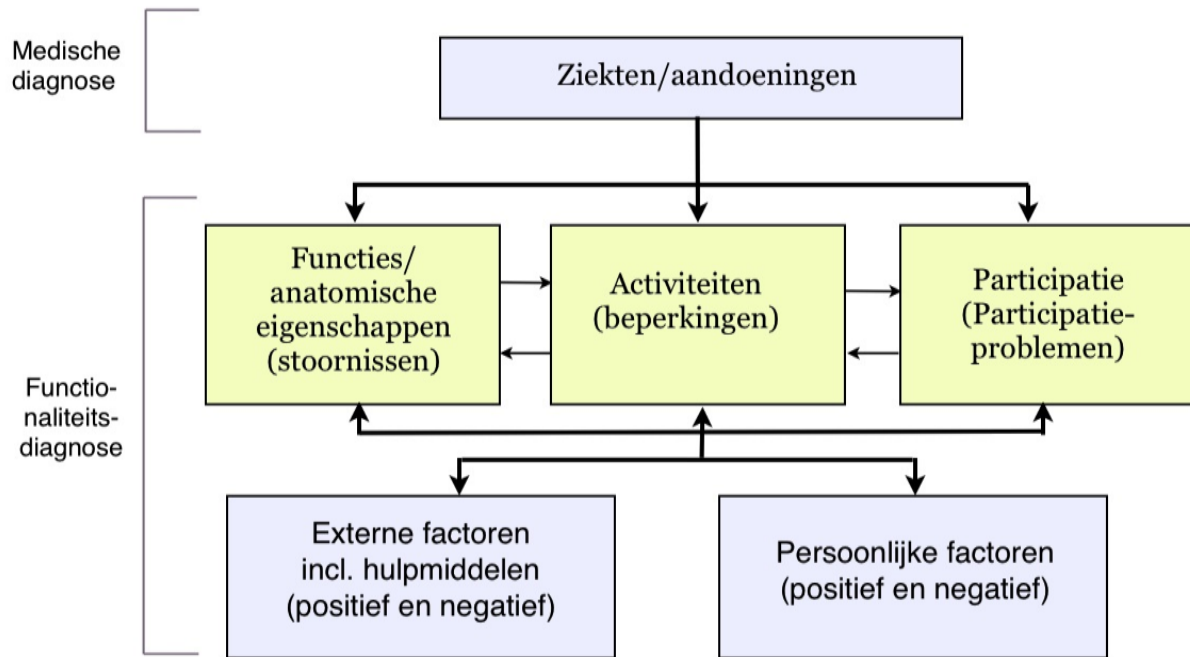 Medische
diagnose
Ziekten/aandoeningen
Functies/
anatomische
eigenschappen
(stoornissen)
Activiteiten
(beperkingen)
Participatie
(Participatie-
problemen)
Functio-
naliteits-
diagnose
Externe factoren
incl. hulpmiddelen
(positief en negatief)
Persoonlijke factoren
(positief en negatief)